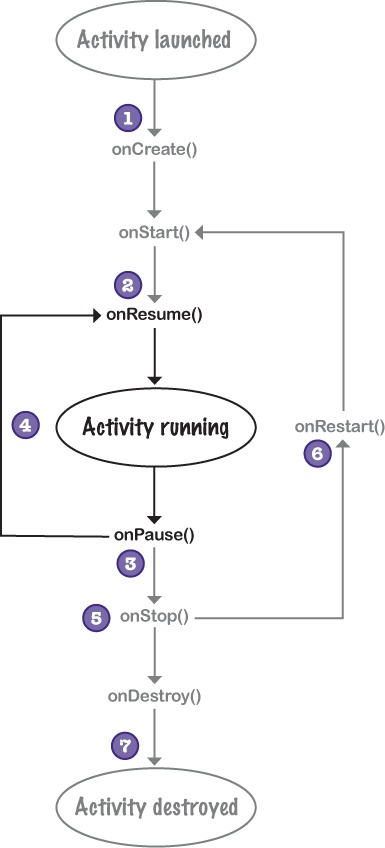 Activity launched
1
onCreate()
onStart()
2
onResume()
4
Activity running
onRestart()
6
onPause()
3
5
onStop()
onDestroy()
7
Activity destroyed